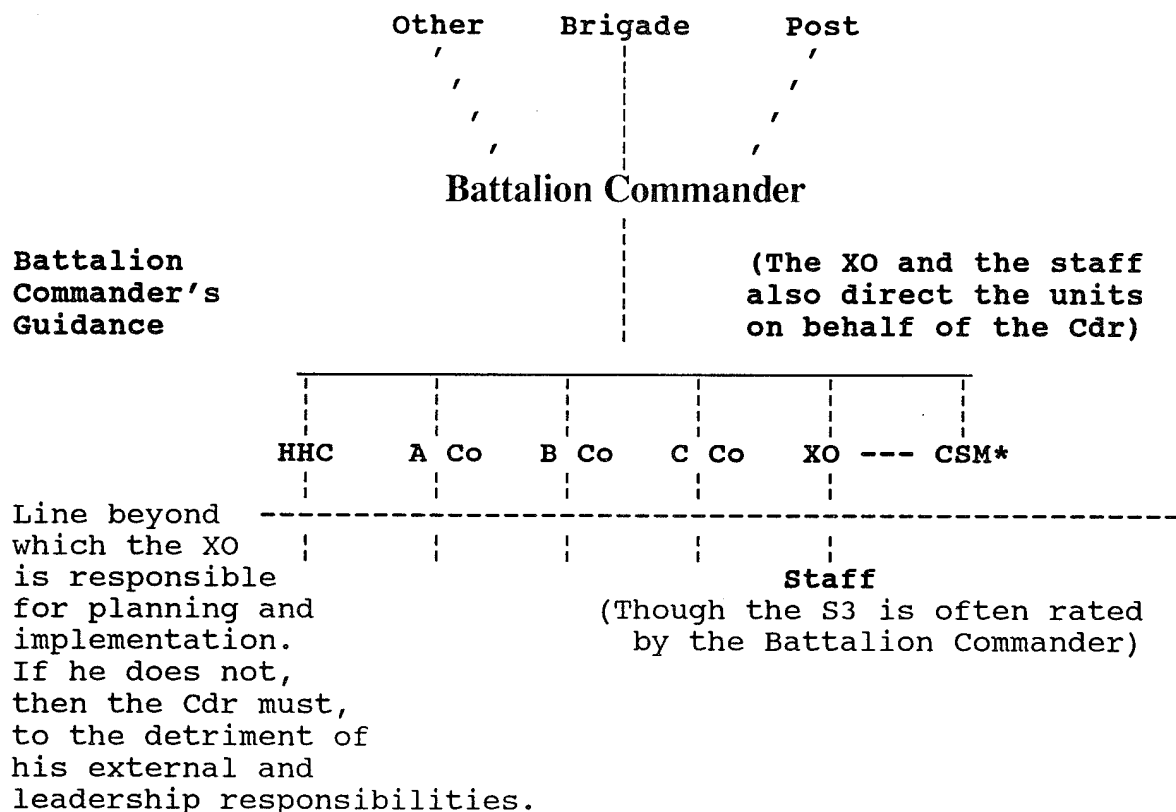 Other Brigade Post
Battalion Commander
Battalion
Commander's
Guidance
(The XO and the staff
also direct the units
on behalf of the Cdr)
HHC A Co B Co C Co XO --- CSM*
Line beyond
which the XO
is responsible
for planning and
implementation.
If he does not,
then the Cdr must,
to the detriment of
his external and
leadership responsibilities.
Staff
(Though the S3 is often rated
by the Battalion Commander)